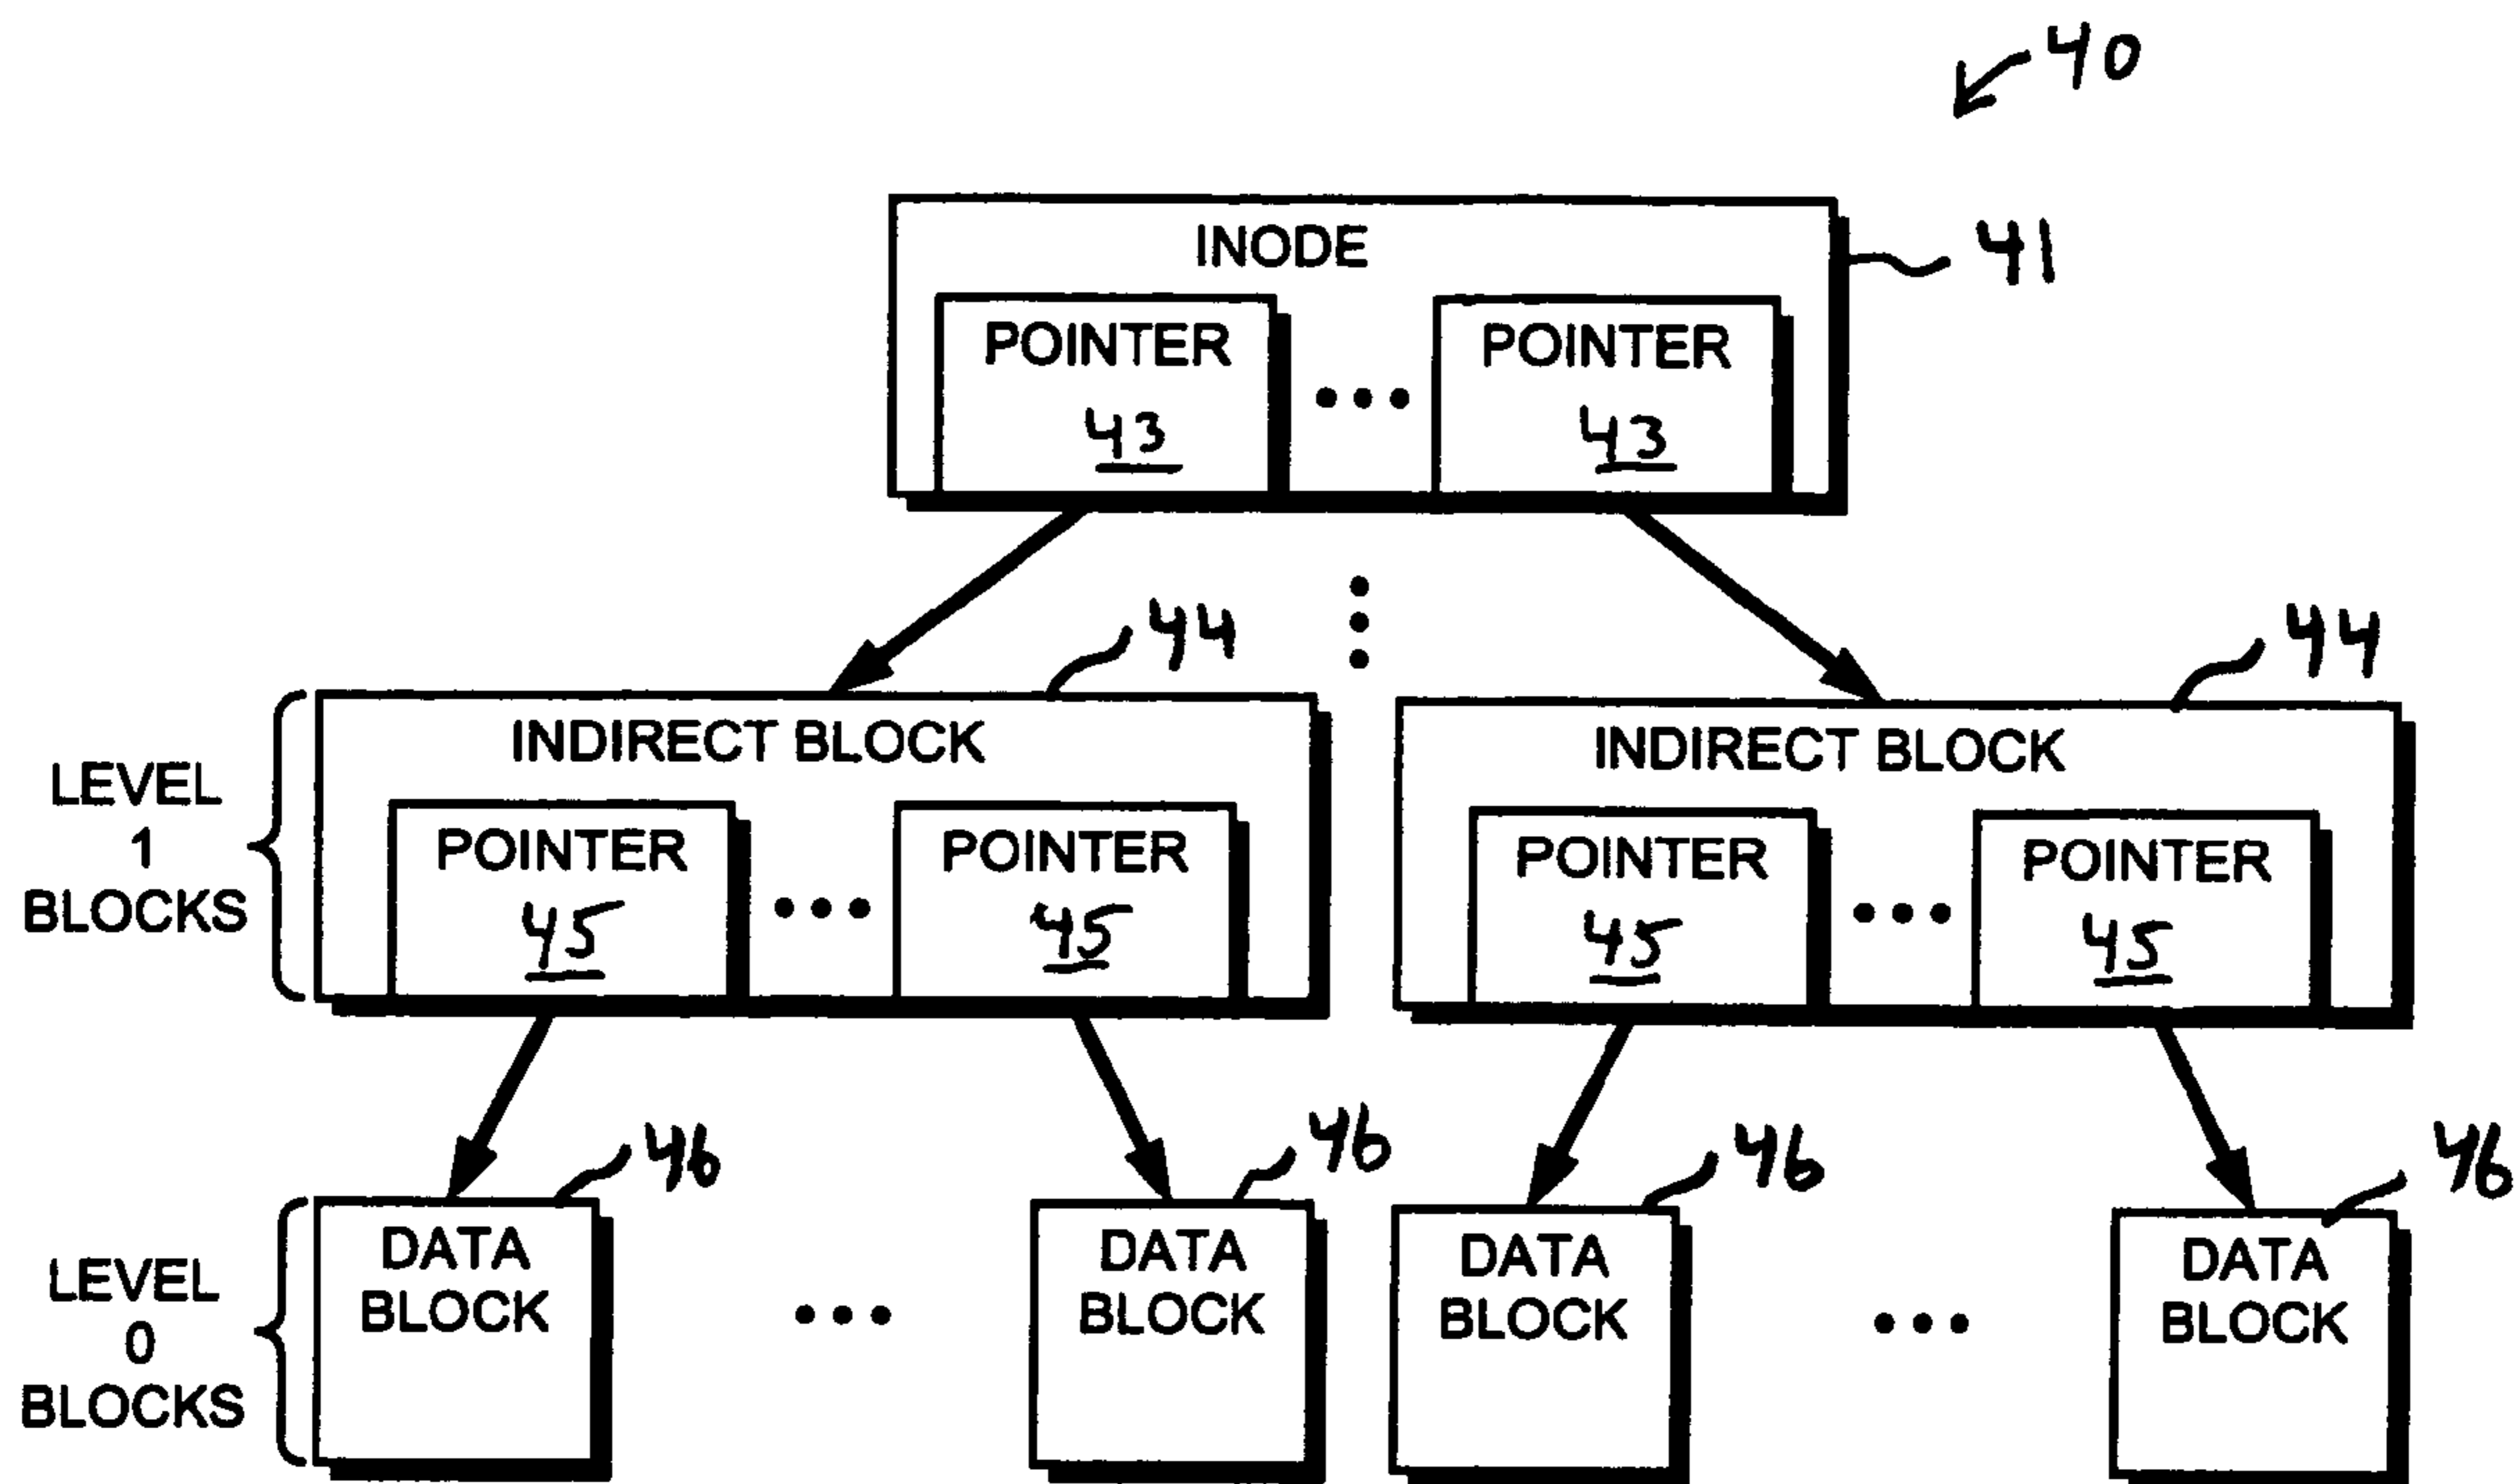 40
INODE
41
POINTER
43
•••
POINTER
43
44
44
LEVEL
1
BLOCKS
INDIRECT BLOCK
POINTER
45
•••
POINTER
45
INDIRECT BLOCK
POINTER
45
•••
POINTER
45
46
46
46
46
LEVEL
0
BLOCKS
DATA
BLOCK
•••
DATA
BLOCK
DATA
BLOCK
•••
DATA
BLOCK